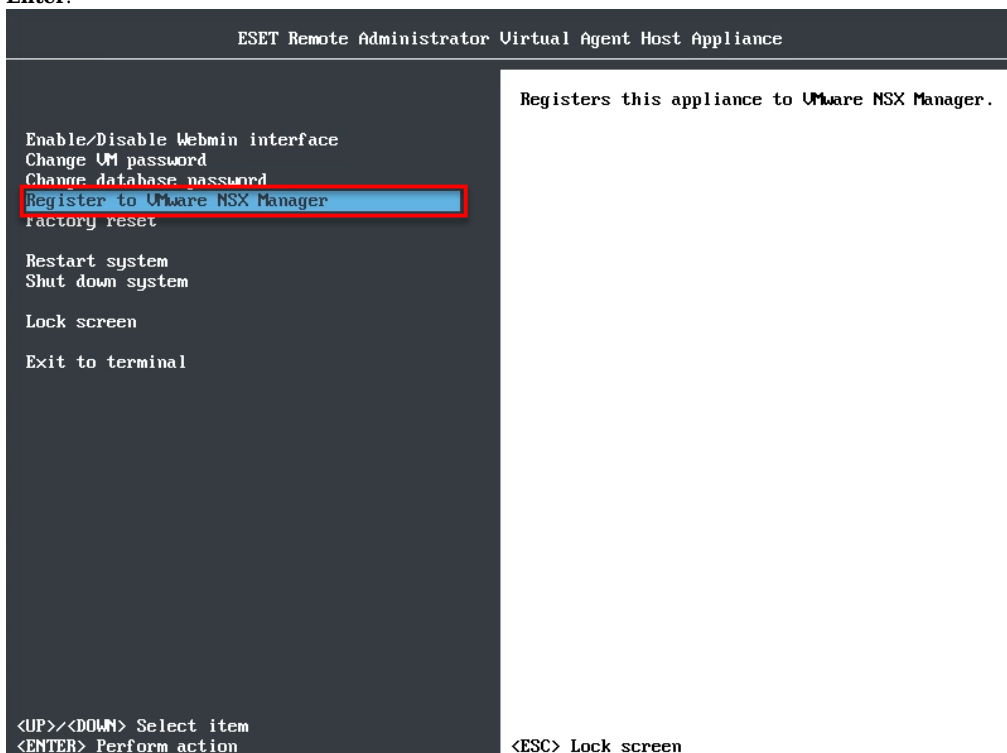 Enter.
ESET Remote Administrator Virtual Agent Host Appliance
Registers this appliance to VMware NSX Manager.
Enable/Disable Webmin interface
Change VM password
Change database password
Register to VMware NSX Manager
Factory reset
Restart system
Shut down system
Lock screen
Exit to terminal
<UP>/<DOWN> Select item
<ENTER> Perform action
<ESC> Lock screen